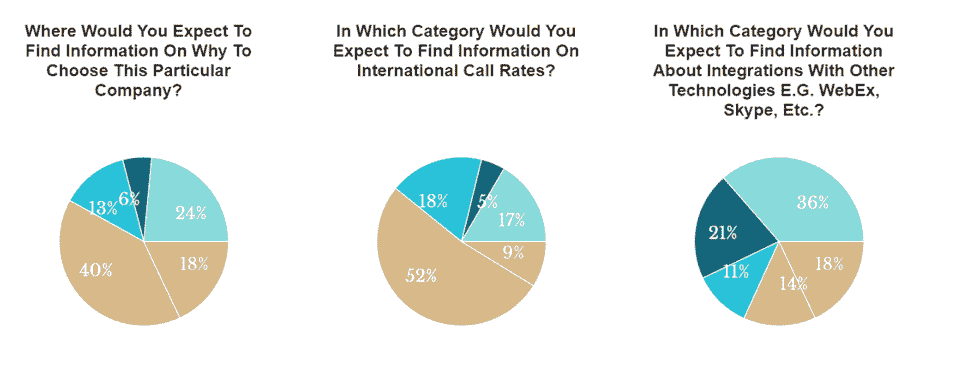 Where Would You Expect To
Find Information On Why To
Choose This Particular
Company?
In Which Category Would You
Expect To Find Information On
International Call Rates?
In Which Category Would You
Expect To Find Information
About Integrations With Other
Technologies E.G. WebEx,
Skype, Etc.?
13%
6%
24%
40%
18%
18%
5%
17%
52%
9%
36%
21%
11%
14%
18%